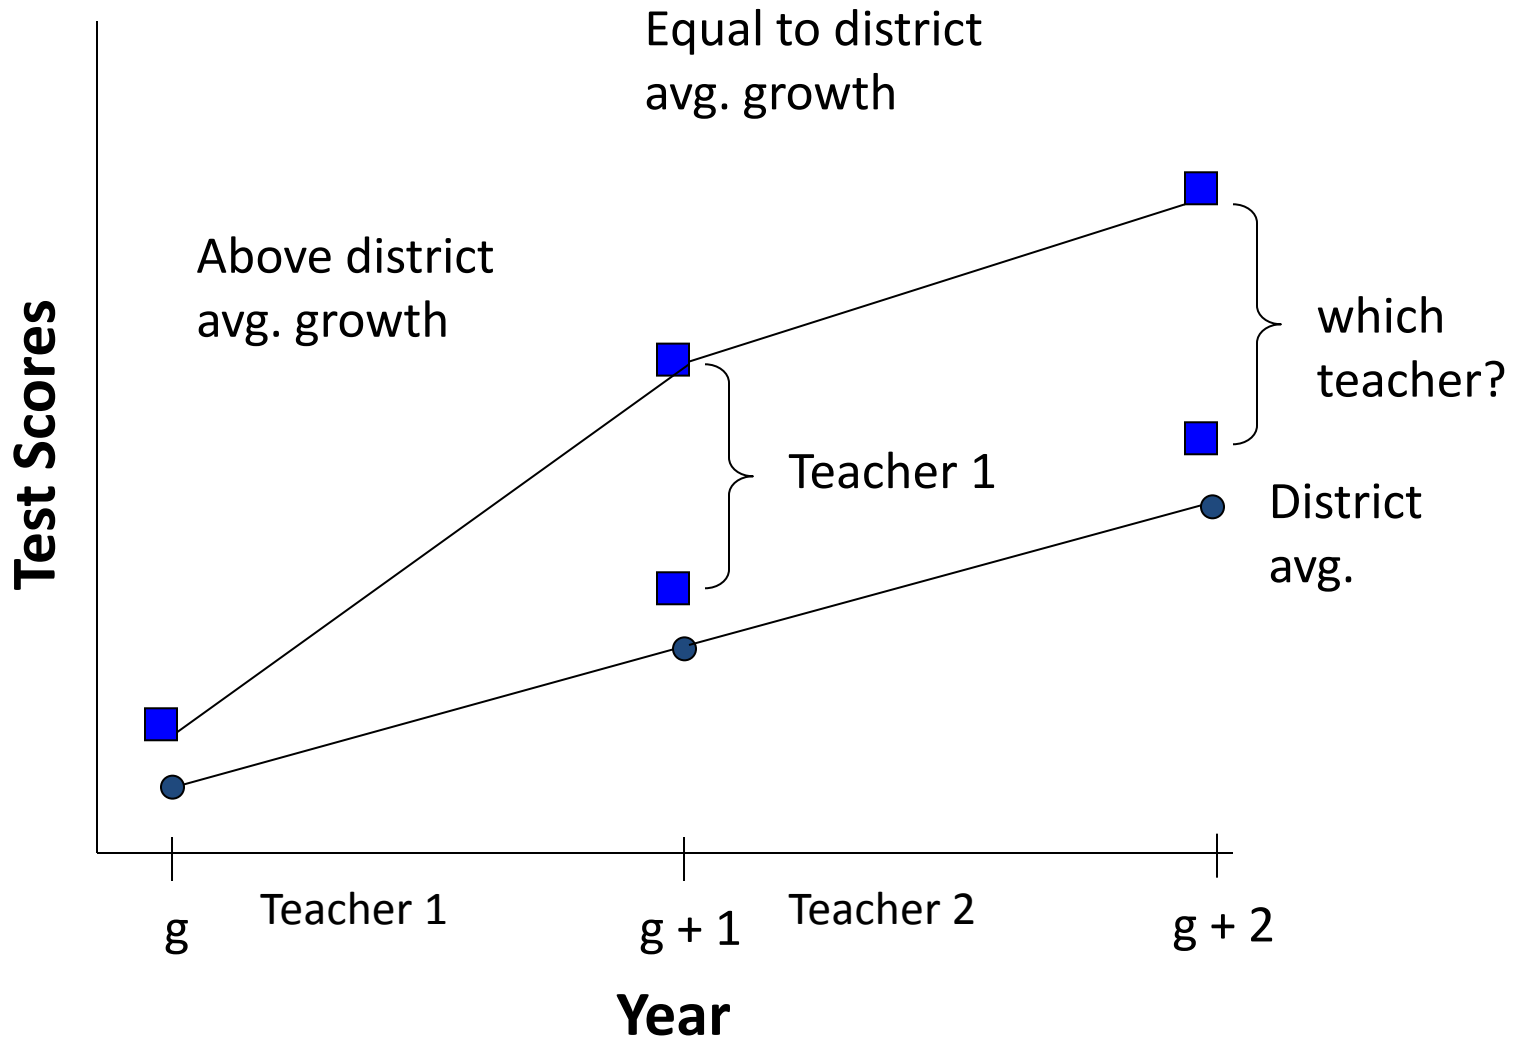 Equal to district
avg. growth
Above district
avg. growth
which
teacher?
Teacher 1
District
avg.
Test Scores
g
Teacher 1
g + 1
Teacher 2
g + 2
Year